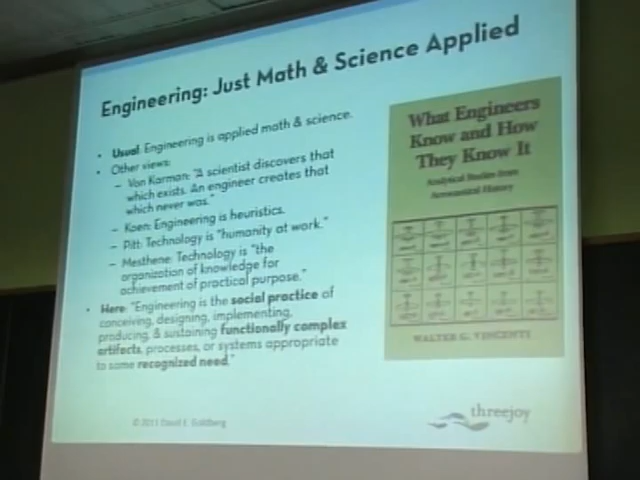 Engineering: Just Math & Science Applied
• Usual: Engineering is applied math & science.
• Other views:
– Von Karman: "A scientist discovers that
which exists. An engineer creates that
which never was."
– Koen: Engineering is heuristics.
– Pitt: Technology is "humanity at work."
– Mesthene: Technology is "the
organization of knowledge for
achievement of practical purpose."
• Here: "Engineering is the social practice of
conceiving, designing, implementing,
producing, & sustaining functionally complex
artifacts, processes, or systems appropriate
to some recognized need."
What Engineers
Know and How
They Know It
Analytical Studies from
Aeronautical History
WALTER G. VINCENTI
© 2011 David E. Goldberg
threejoy